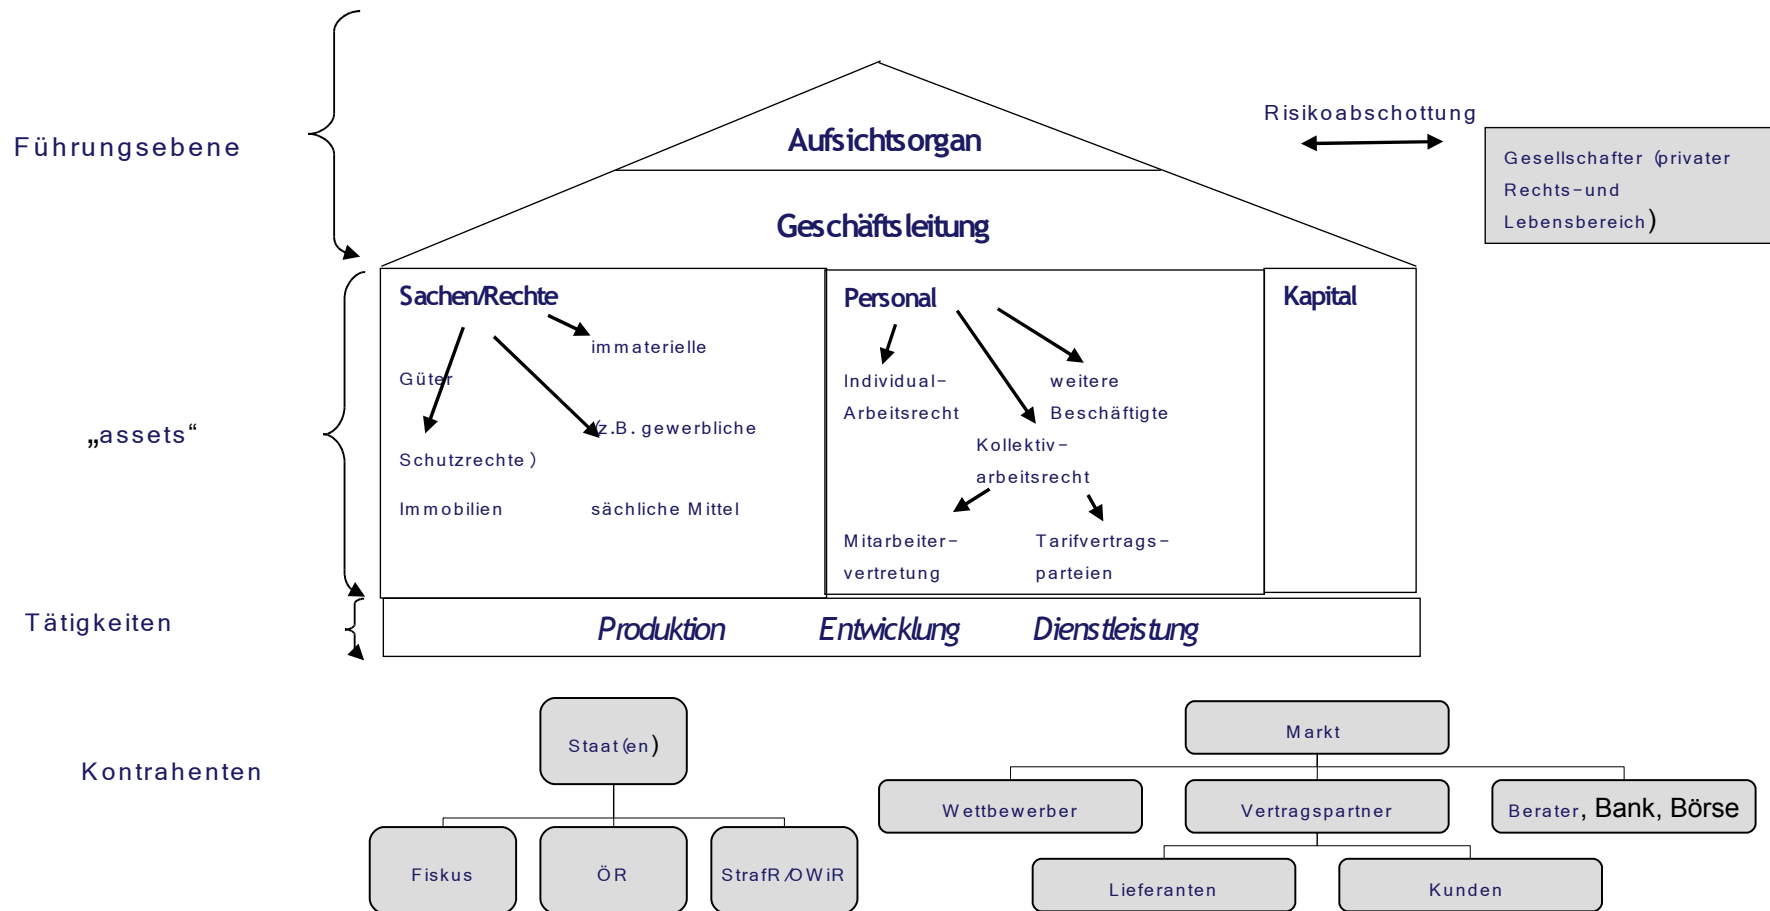 Führungsebene
Aufsichtsorgan
Geschäftsleitung
Risikoabschottung
Gesellschafter (privater
Rechts-und
Lebensbereich)
„assets“
Sachen/Rechte
immaterielle
Güter
(z.B. gewerbliche
Schutzrechte)
Immobilien sächliche Mittel
Personal
Individual-
Arbeitsrecht
weitere
Beschäftigte
Kollektiv-
arbeitsrecht
Mitarbeiter-
vertretung
Tarifvertrags-
parteien
Kapital
Tätigkeiten
Produktion Entwicklung Dienstleistung
Kontrahenten
Staat(en)
Fiskus
ÖR
StrafR/OWiR
Markt
Wettbewerber
Vertragspartner
Berater, Bank, Börse
Lieferanten
Kunden